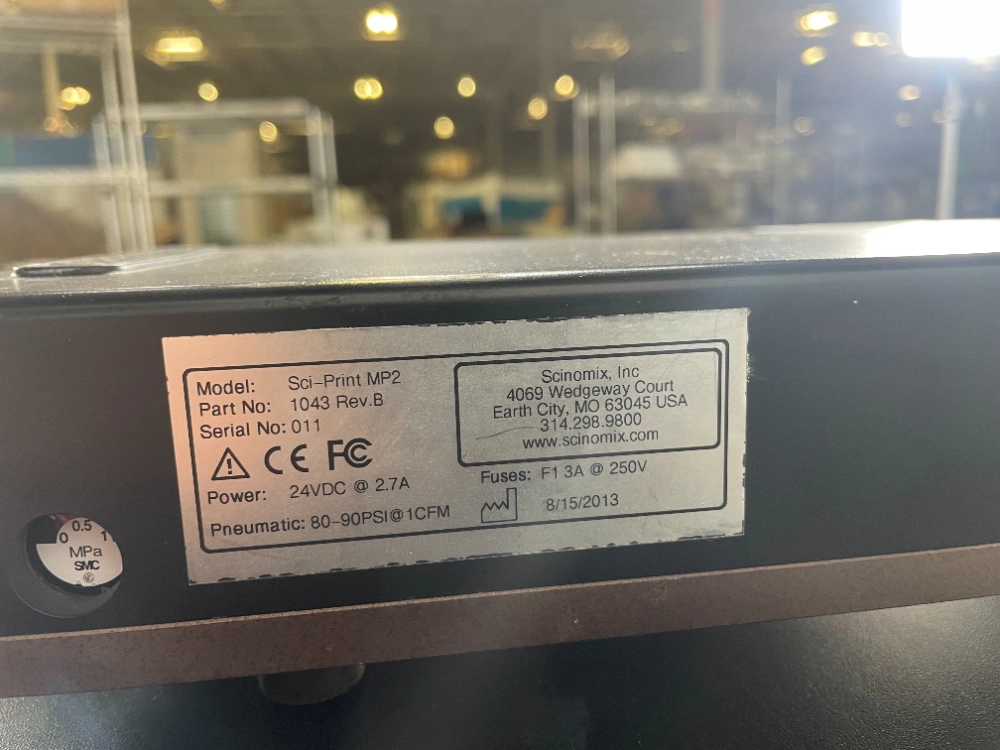 Model: Sci-Print MP2
Part No: 1043 Rev.B
Serial No: 011
CE FC
Power: 24VDC @ 2.7A
Pneumatic: 80-90PSI@1CFM
Scinomix, Inc
4069 Wedgeway Court
Earth City, MO 63045 USA
314.298.9800
www.scinomix.com
Fuses: F1 3A @ 250V
8/15/2013
0 0.5 1
MPa
SMC